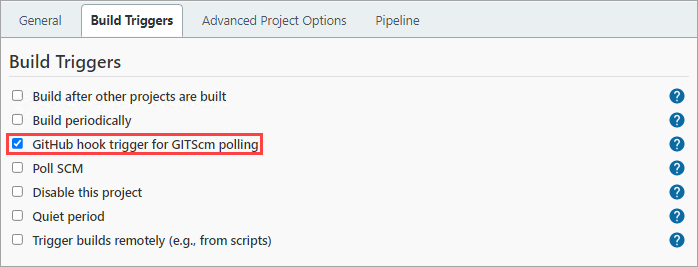 General Build Triggers Advanced Project Options Pipeline
Build Triggers
Build after other projects are built ?
Build periodically ?
GitHub hook trigger for GITScm polling ?
Poll SCM ?
Disable this project ?
Quiet period ?
Trigger builds remotely (e.g., from scripts) ?